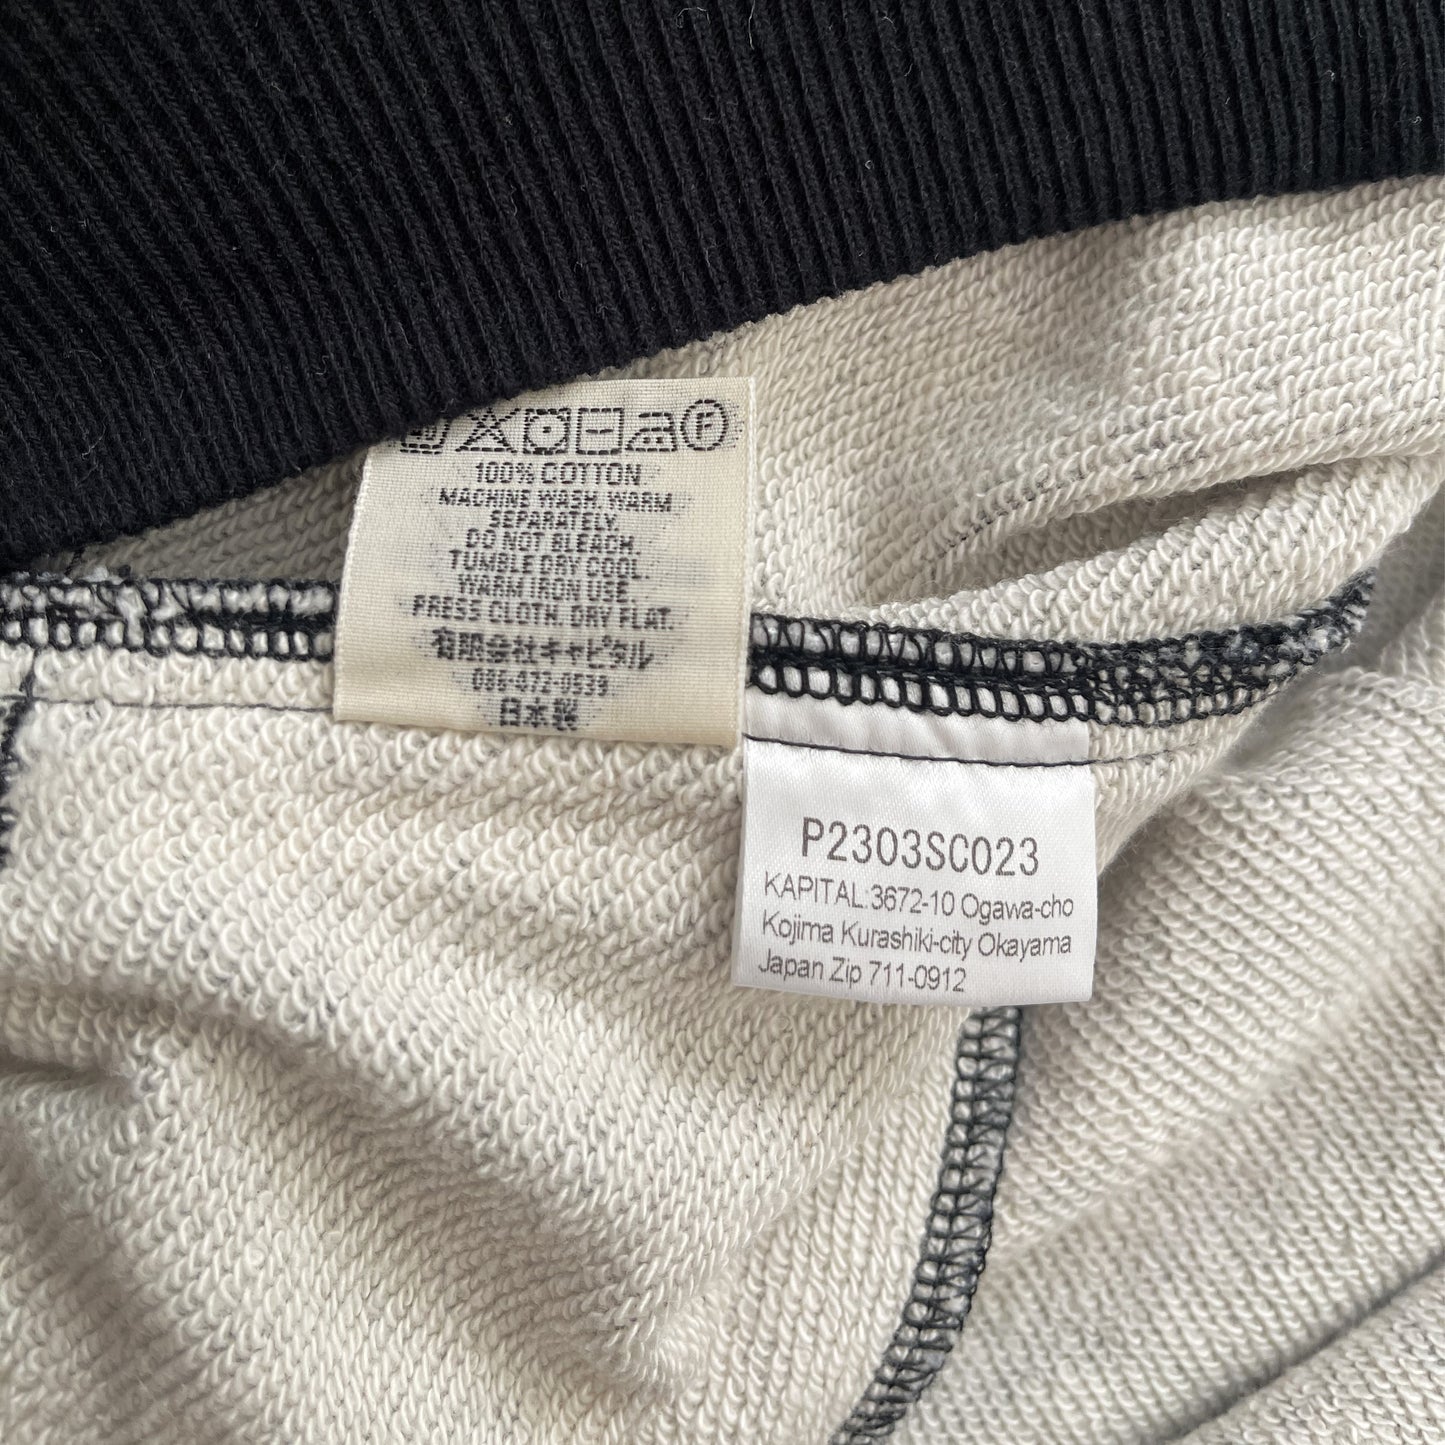 F
100% COTTON
MACHINE WASH. WARM
SEPARATELY.
DO NOT BLEACH.
TUMBLE DRY COOL.
WARM IRON USE
PRESS CLOTH. DRY FLAT.
有限会社キャピタル
086-472-0539
日本製
P2303SC023
KAPITAL:3672-10 Ogawa-cho
Kojima Kurashiki-city Okayama
Japan Zip 711-0912